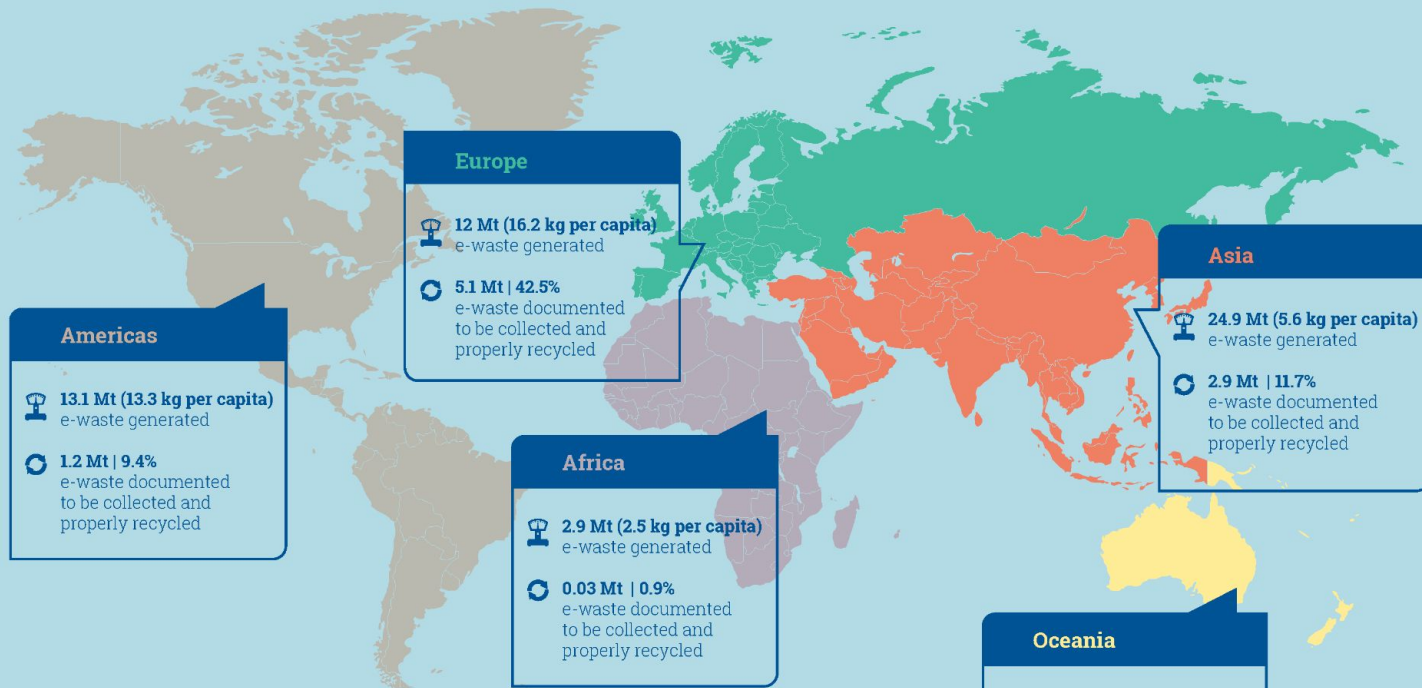 Europe
12 Mt (16.2 kg per capita)
e-waste generated
5.1 Mt | 42.5%
e-waste documented
to be collected and
properly recycled
Asia
24.9 Mt (5.6 kg per capita)
e-waste generated
2.9 Mt | 11.7%
e-waste documented
to be collected and
properly recycled
Americas
13.1 Mt (13.3 kg per capita)
e-waste generated
1.2 Mt | 9.4%
e-waste documented
to be collected and
properly recycled
Africa
2.9 Mt (2.5 kg per capita)
e-waste generated
0.03 Mt | 0.9%
e-waste documented
to be collected and
properly recycled
Oceania